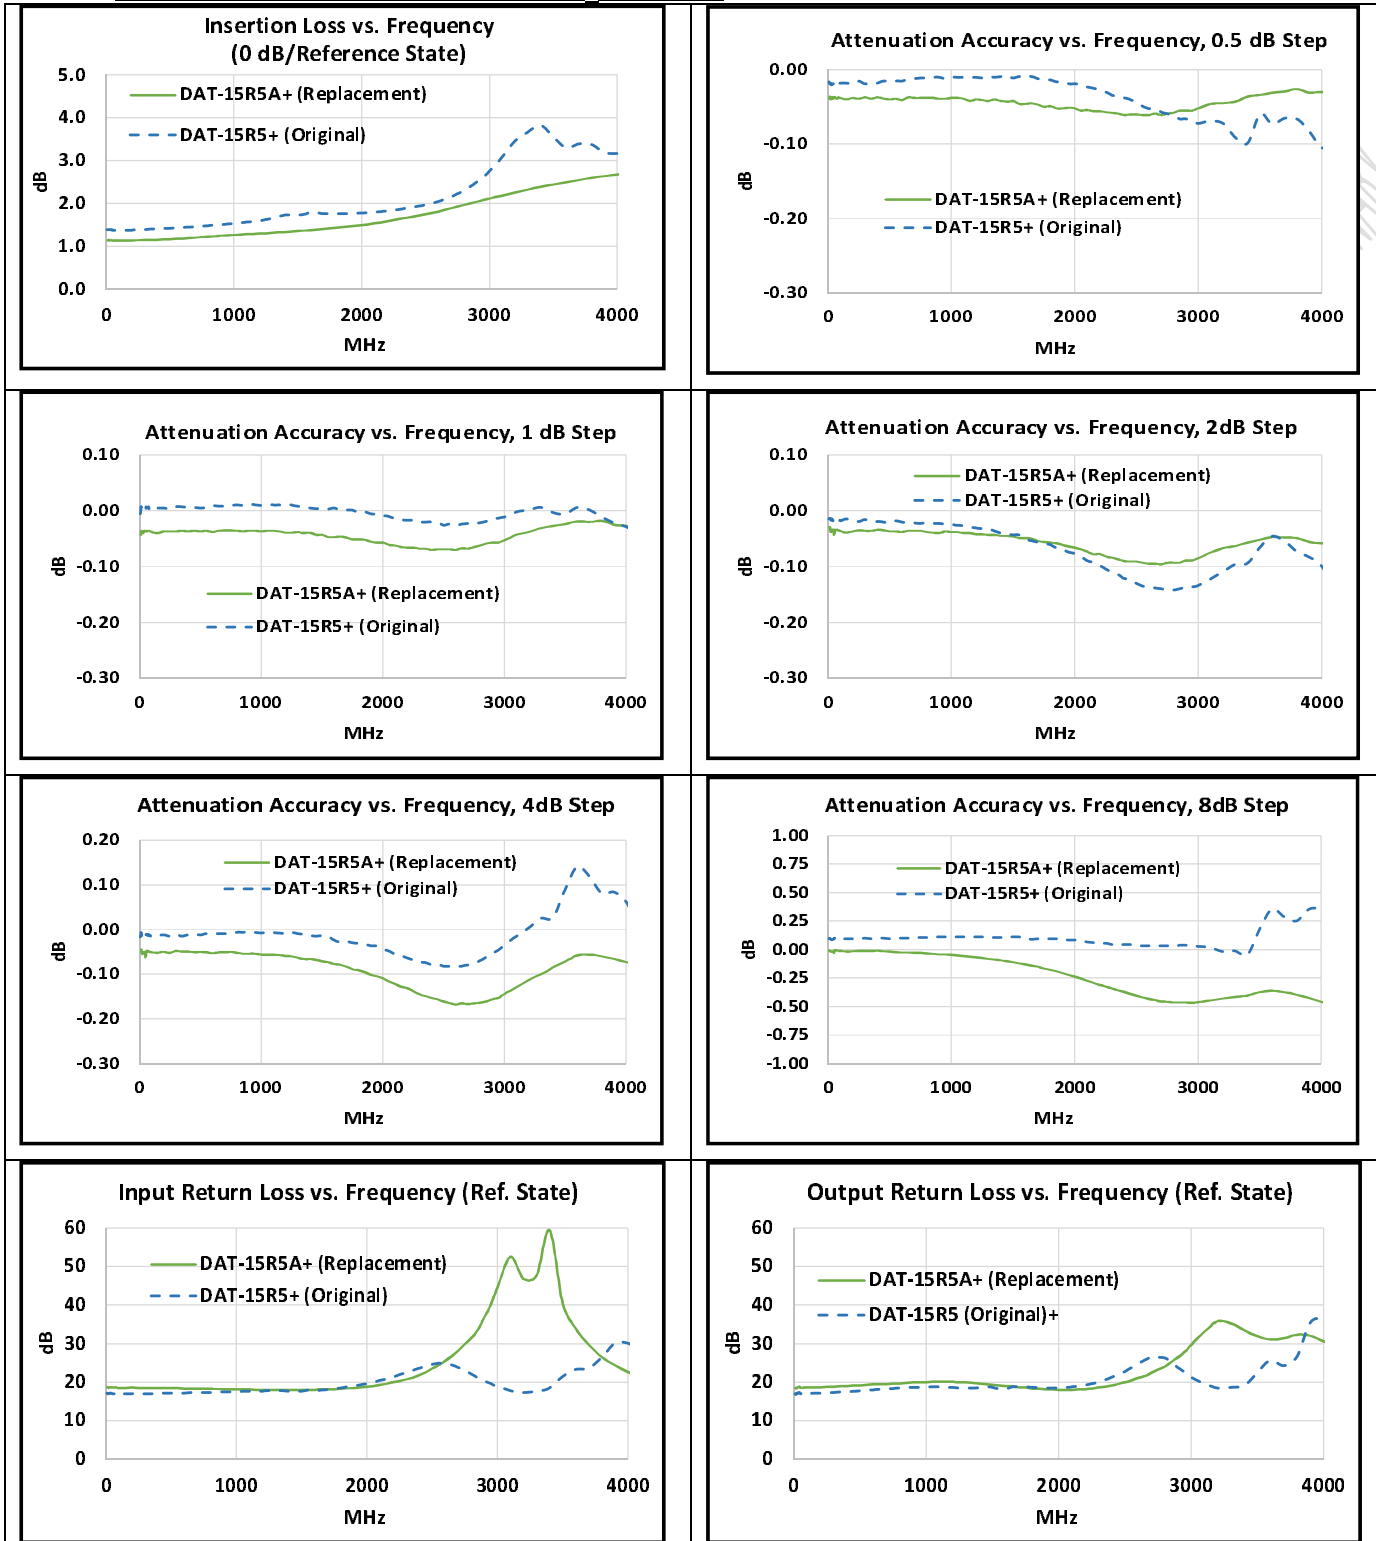 Insertion Loss vs. Frequency
(0 dB/Reference State)
5.0
4.0
3.0
2.0
1.0
0.0
dB
DAT-15R5A+ (Replacement)
DAT-15R5+ (Original)
0 1000 2000 3000 4000
MHz
Attenuation Accuracy vs. Frequency, 0.5 dB Step
0.00
-0.10
-0.20
-0.30
dB
DAT-15R5A+ (Replacement)
DAT-15R5+ (Original)
0 1000 2000 3000 4000
MHz
Attenuation Accuracy vs. Frequency, 1 dB Step
0.10
0.00
-0.10
-0.20
-0.30
dB
DAT-15R5A+ (Replacement)
DAT-15R5+ (Original)
0 1000 2000 3000 4000
MHz
Attenuation Accuracy vs. Frequency, 2dB Step
0.10
0.00
-0.10
-0.20
-0.30
dB
DAT-15R5A+ (Replacement)
DAT-15R5+ (Original)
0 1000 2000 3000 4000
MHz
Attenuation Accuracy vs. Frequency, 4dB Step
0.20
0.10
0.00
-0.10
-0.20
-0.30
dB
DAT-15R5A+ (Replacement)
DAT-15R5+ (Original)
0 1000 2000 3000 4000
MHz
Attenuation Accuracy vs. Frequency, 8dB Step
1.00
0.75
0.50
0.25
0.00
-0.25
-0.50
-0.75
-1.00
dB
DAT-15R5A+ (Replacement)
DAT-15R5+ (Original)
0 1000 2000 3000 4000
MHz
Input Return Loss vs. Frequency (Ref. State)
60
50
40
30
20
10
0
dB
DAT-15R5A+ (Replacement)
DAT-15R5+ (Original)
0 1000 2000 3000 4000
MHz
Output Return Loss vs. Frequency (Ref. State)
60
50
40
30
20
10
0
dB
DAT-15R5A+ (Replacement)
DAT-15R5 (Original)+
0 1000 2000 3000 4000
MHz